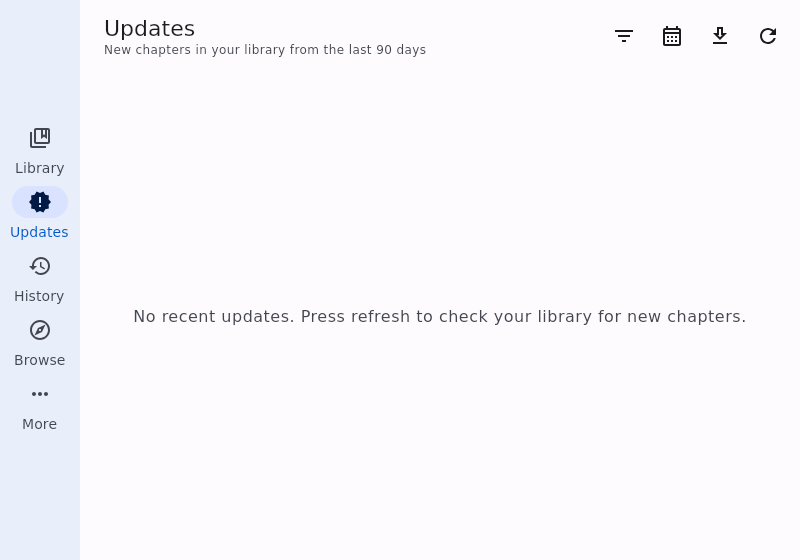 Updates
New chapters in your library from the last 90 days
Library
Updates
History
Browse
More
No recent updates. Press refresh to check your library for new chapters.